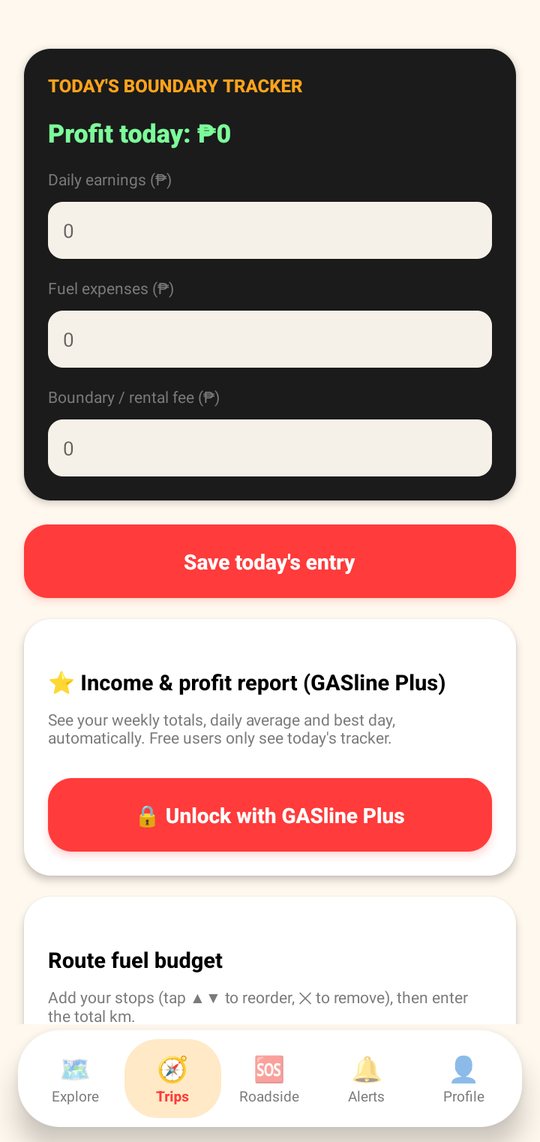 TODAY'S BOUNDARY TRACKER
Profit today: ₱0
Daily earnings (₱)
0
Fuel expenses (₱)
0
Boundary / rental fee (₱)
0
Save today's entry
⭐ Income & profit report (GASline Plus)
See your weekly totals, daily average and best day,
automatically. Free users only see today's tracker.
🔒 Unlock with GASline Plus
Route fuel budget
Add your stops (tap ▲▼ to reorder, ✕ to remove), then enter
the total km.
🆘
Explore Trips Roadside Alerts Profile